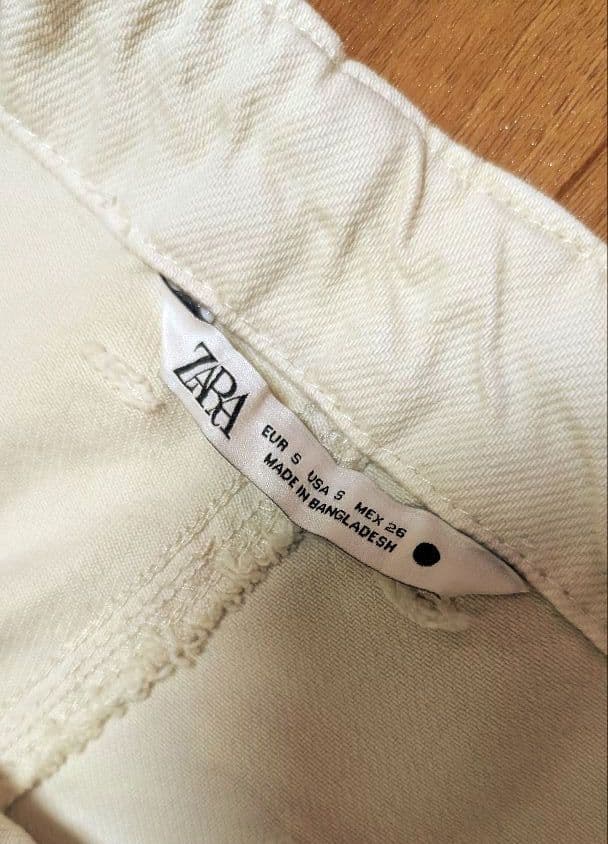 ZARA
EUR S USA S MEX 26
MADE IN BANGLADESH